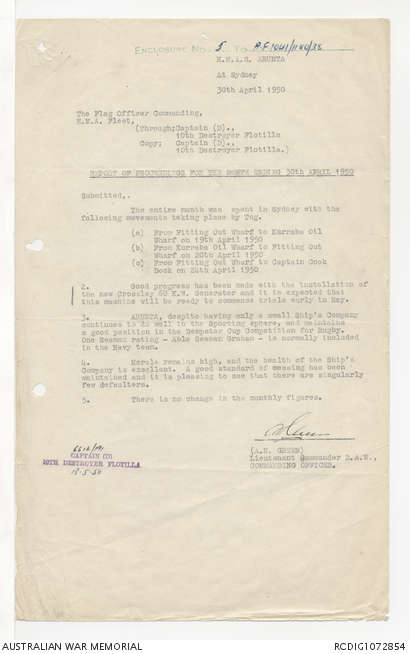 ENCLOSURE No. 5 TO
H.M.A.S. ARUNTA
At Sydney
30th April 1950
The Flag Officer Commanding,
H.M.A. Fleet,
(Through; Captain (D).,
10th Destroyer Flotilla
Copy; Captain (D).,
10th Destroyer Flotilla.)
REPORT OF PROCEEDINGS FOR THE MONTH ENDING 30th APRIL 1950
Submitted,.
The entire month was spent in Sydney with the
following movements taking place by Tug.
(a) From Fitting Out Wharf to Kurraba Oil
Wharf on 19th April 1950
(b) From Kurraba Oil Wharf to Fitting Out
Wharf on 20th April 1950
(c) From Fitting Out Wharf to Captain Cook
Dock on 24th April 1950
2. Good progress has been made with the installation of
the new Crossley 60 K.W. Generator and it is expected that
this machine will be ready to commence trials early in May.
3. ARUNTA, despite having only a small Ship's Company
continues to do well in the Sporting sphere, and maintains
a good position in the Dempster Cup Competition for Rugby.
One Seaman rating - Able Seaman Graham - is normally included
in the Navy team.
4. Morale remains high, and the health of the Ship's
Company is excellent. A good standard of messing has been
maintained and it is pleasing to see that there are singularly
few defaulters.
5. There is no change in the monthly figures.
(A.H. GREEN)
Lieutenant Commander R.A.N.,
COMMANDING OFFICER.
CAPTAIN (D)
10TH DESTROYER FLOTILLA
15-5-50
AUSTRALIAN WAR MEMORIAL
RCDIG1072854